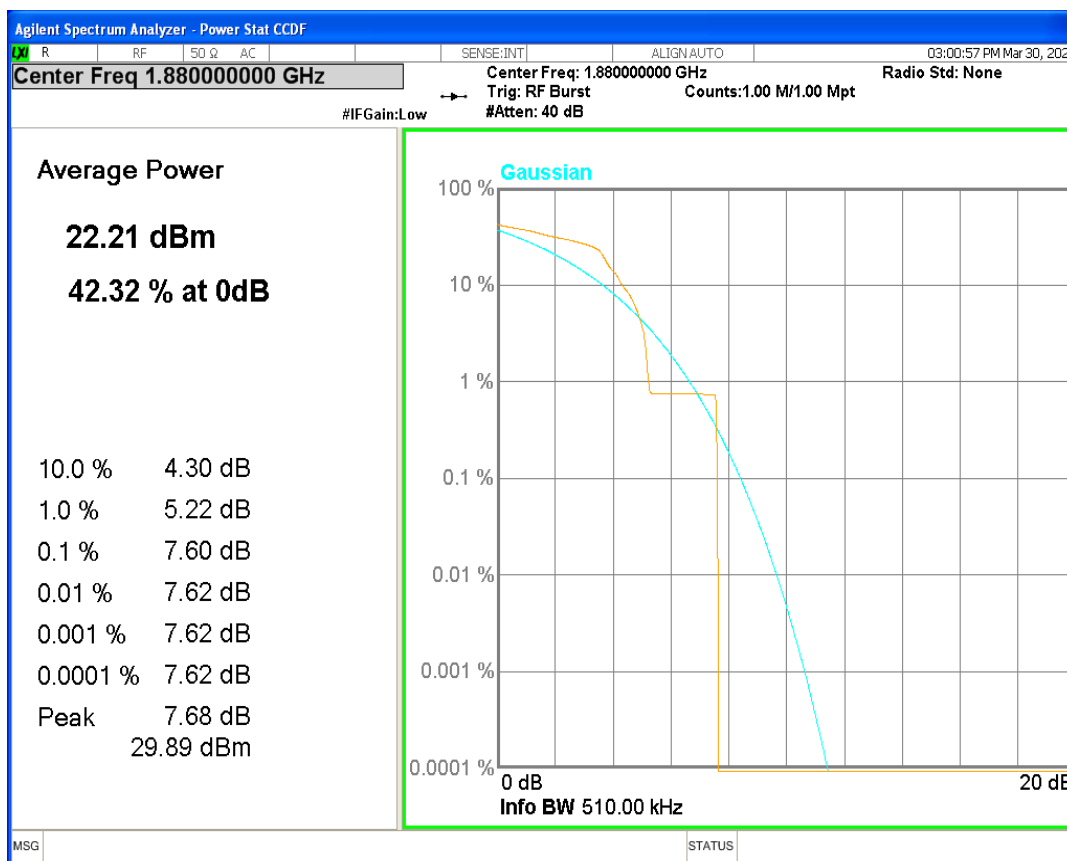 Agilent Spectrum Analyzer - Power Stat CCDF
LXI R RF 50 Ω AC SENSE:INT ALIGN AUTO 03:00:57 PM Mar 30, 202
Center Freq 1.880000000 GHz
Center Freq: 1.880000000 GHz Radio Std: None
Trig: RF Burst Counts:1.00 M/1.00 Mpt
#IFGain:Low #Atten: 40 dB
Average Power
22.21 dBm
42.32 % at 0dB
10.0 % 4.30 dB
1.0 % 5.22 dB
0.1 % 7.60 dB
0.01 % 7.62 dB
0.001 % 7.62 dB
0.0001 % 7.62 dB
Peak 7.68 dB
29.89 dBm
Gaussian
100 %
10 %
1 %
0.1 %
0.01 %
0.001 %
0.0001 %
0 dB 20 dB
Info BW 510.00 kHz
MSG STATUS